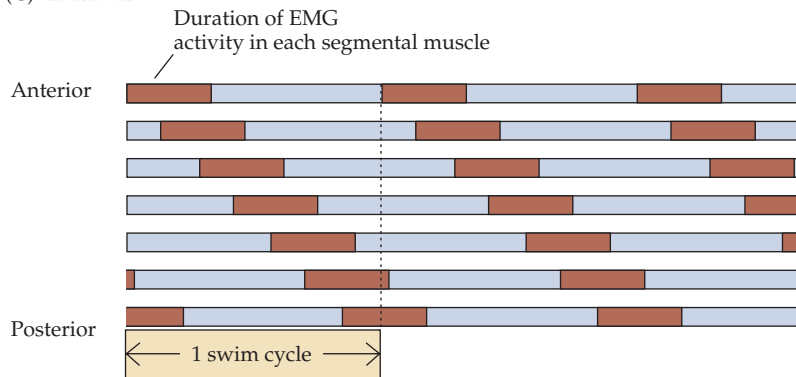 Duration of EMG
activity in each segmental muscle
Anterior
Posterior
1 swim cycle